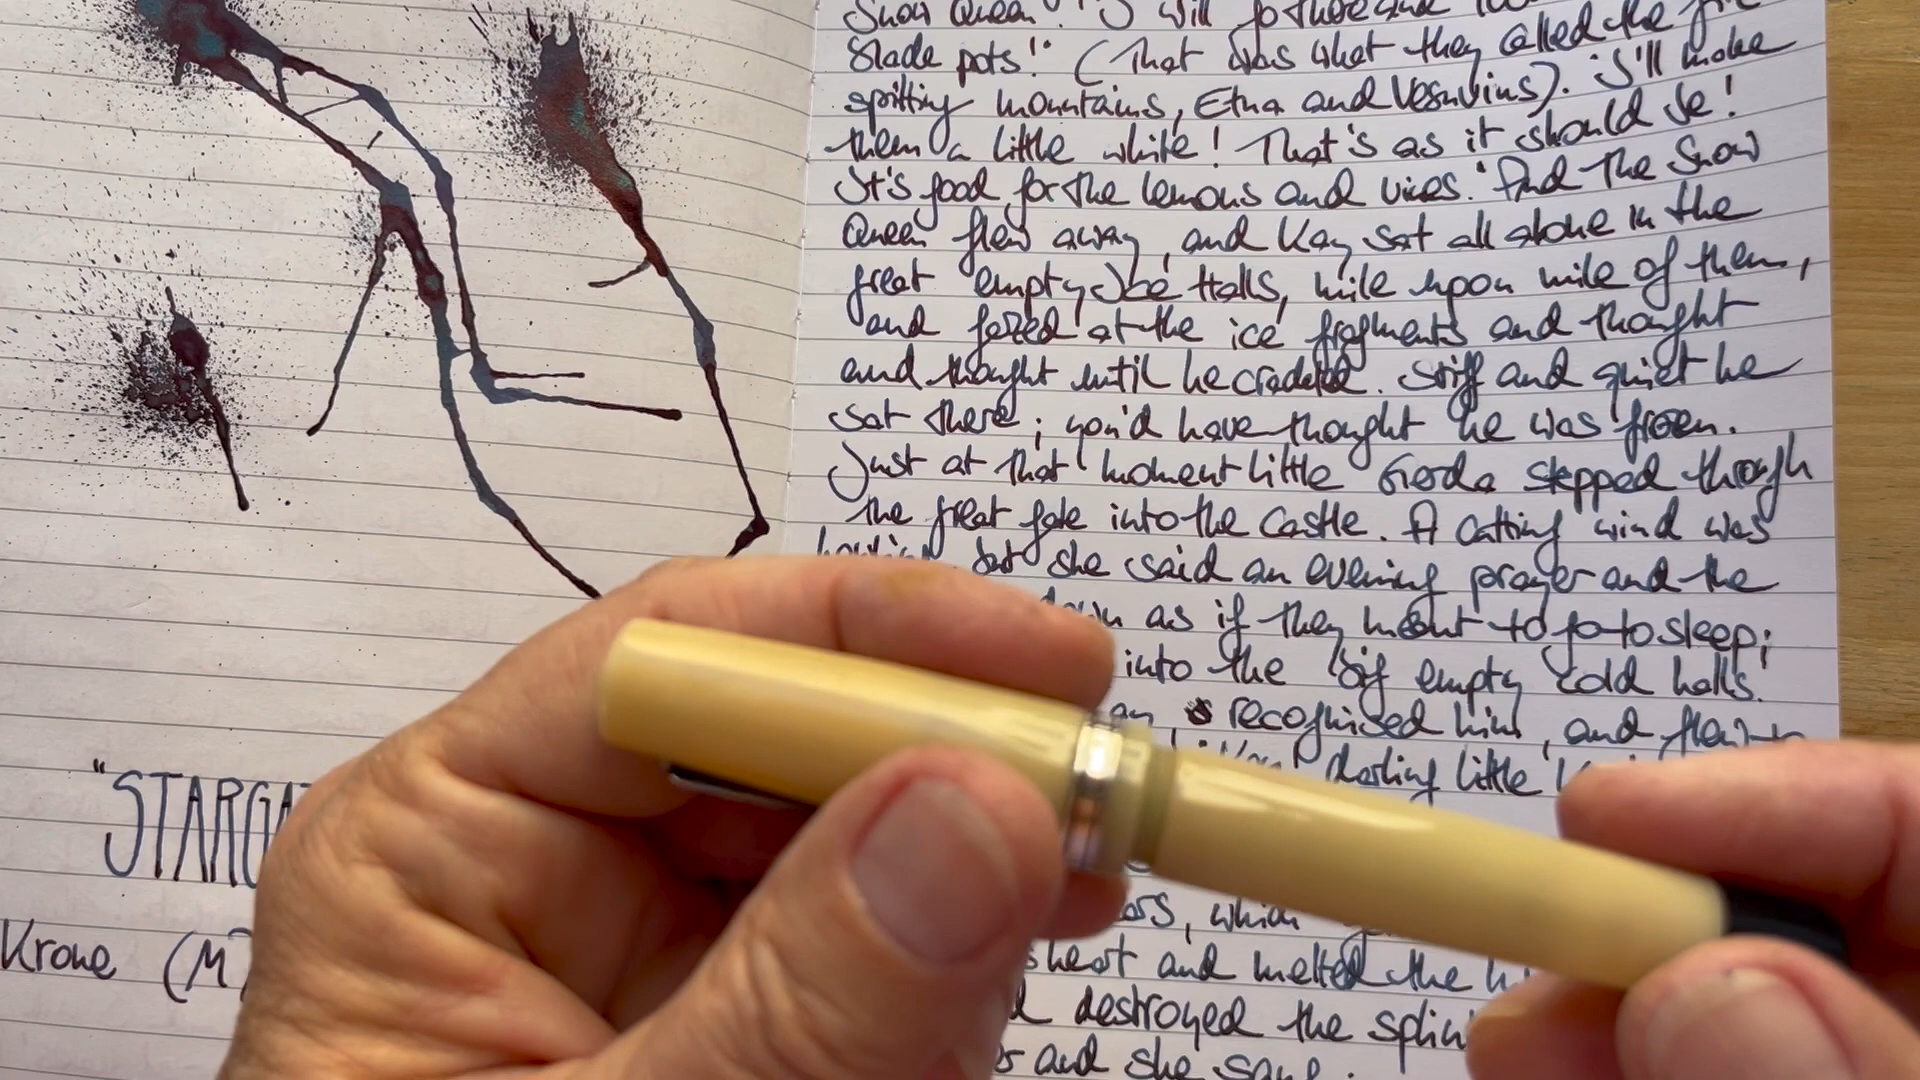 Snow Queen. "I will go there and
black pots!" (That was what they called the fire
spitting mountains, Etna and Vesuvius). "I'll make
them a little white! That's as it should be!
It's good for the lemons and vines." And the Snow
Queen flew away, and Kay sat all alone in the
great empty Ice Halls, mile upon mile of them,
and gazed at the ice fragments and thought
and thought until he creaked. Stiff and quiet he
sat there; you'd have thought he was frozen.
Just at that moment little Gerda stepped through
the great gate into the Castle. A cutting wind was
but she said an evening prayer and the
down as if they meant to go to sleep;
into the big empty cold halls.
recognised him, and
darling little
"STARGA
which
Krone (M
heart and melted the
destroyed the
and she sang.